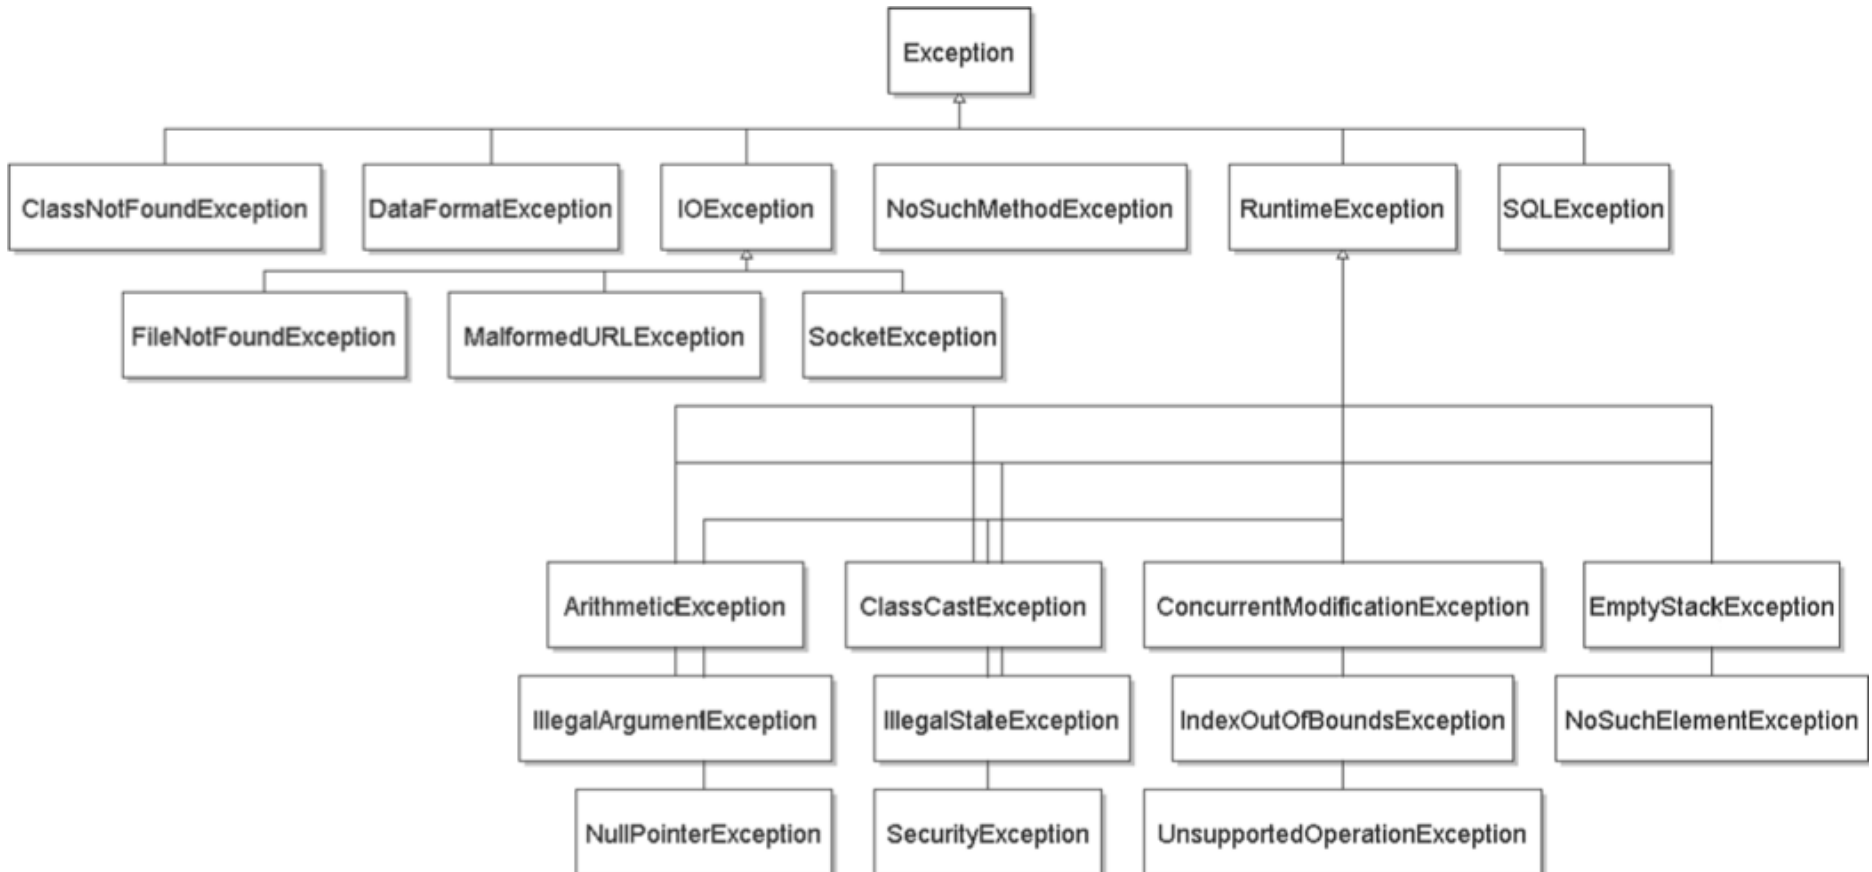 Exception
ClassNotFoundException
DataFormatException
IOException
NoSuchMethodException
RuntimeException
SQLException
FileNotFoundException
MalformedURLException
SocketException
ArithmeticException
ClassCastException
ConcurrentModificationException
EmptyStackException
IllegalArgumentException
IllegalStateException
IndexOutOfBoundsException
NoSuchElementException
NullPointerException
SecurityException
UnsupportedOperationException